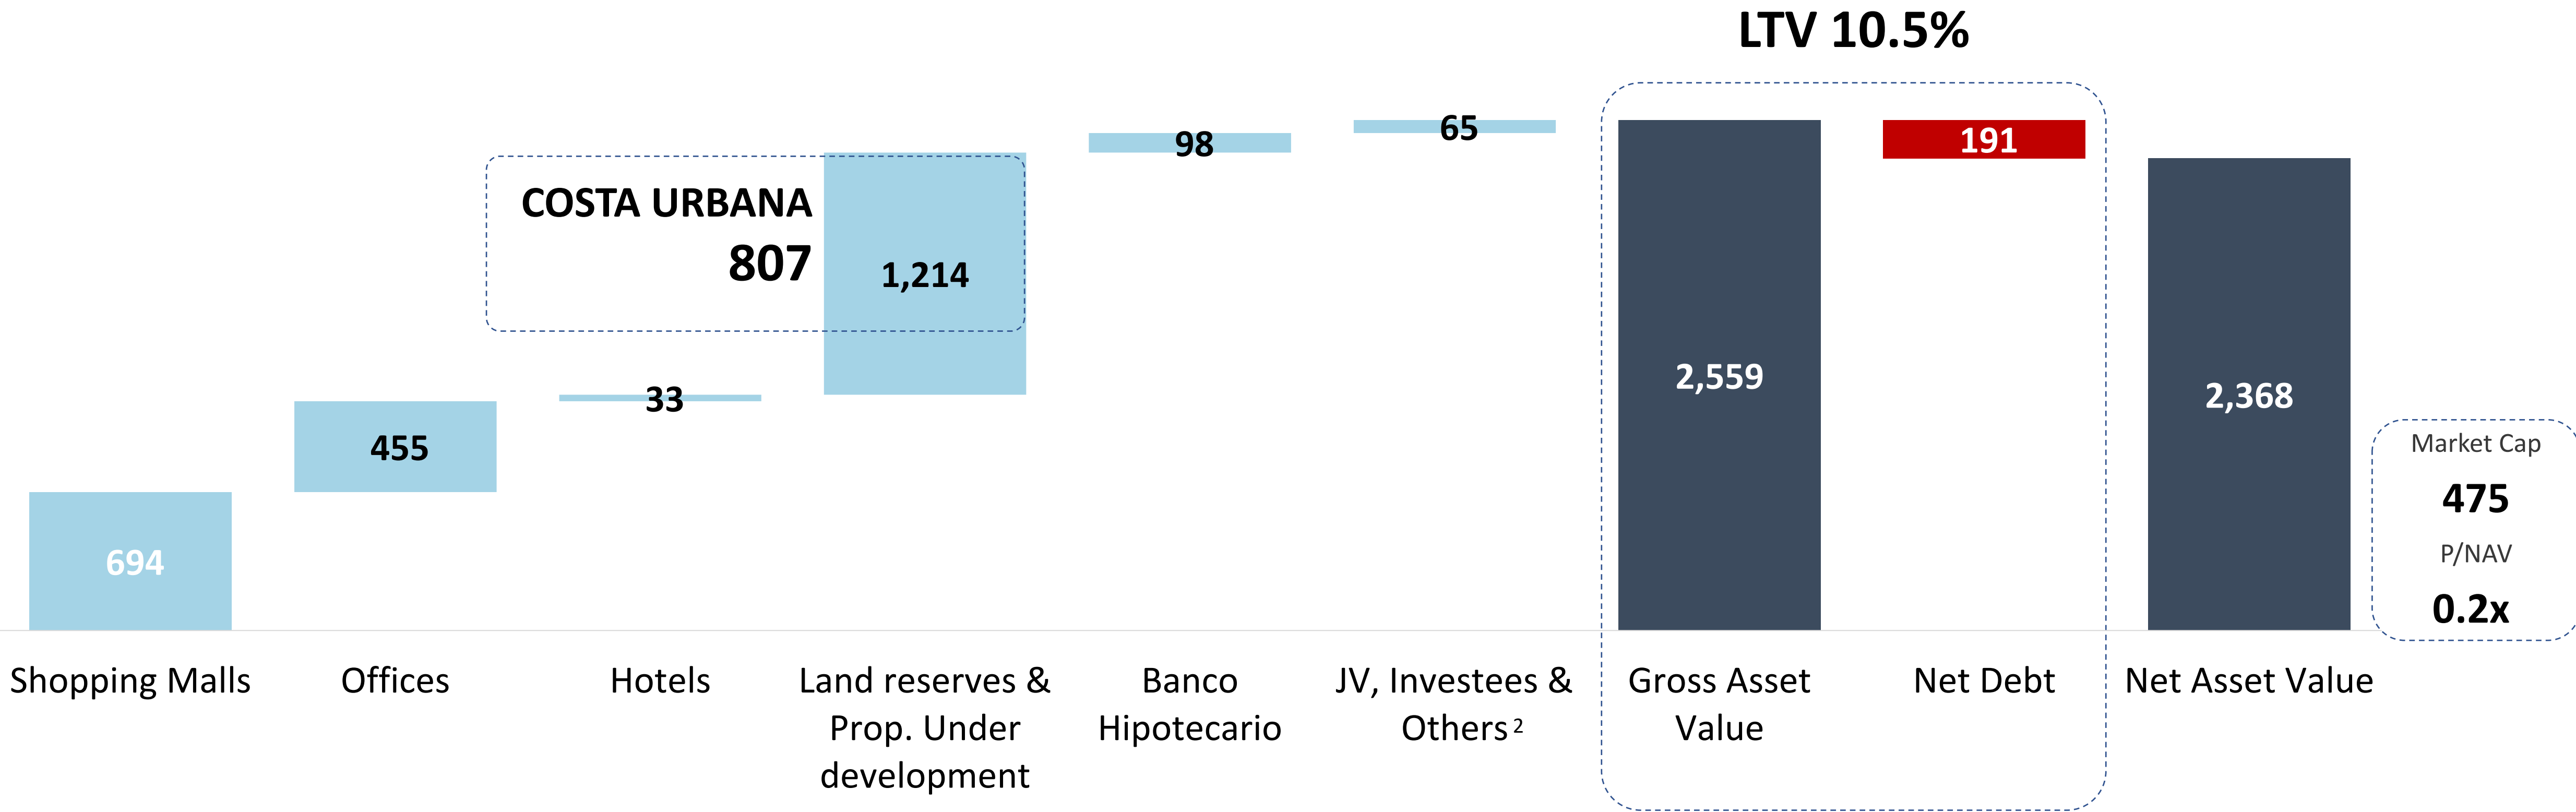 LTV 10.5%
COSTA URBANA
807
694
455
33
1,214
98
65
2,559
191
2,368
Market Cap
475
P/NAV
0.2x
Shopping Malls
Offices
Hotels
Land reserves &
Prop. Under
development
Banco
Hipotecario
JV, Investees &
Others 2
Gross Asset
Value
Net Debt
Net Asset Value